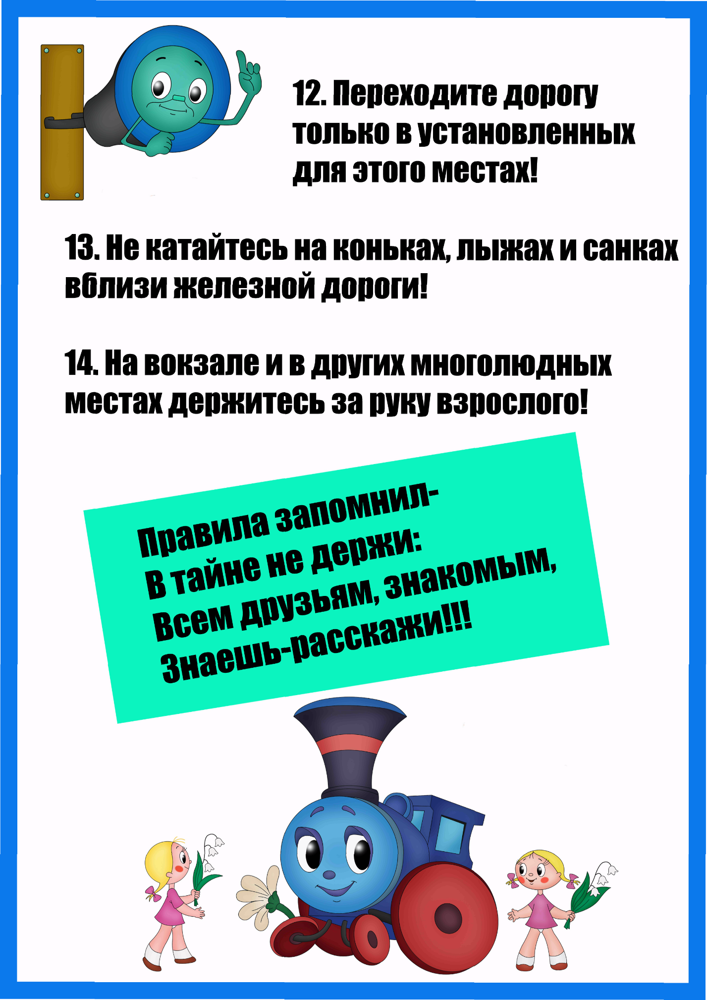 12. Переходите дорогу
только в установленных
для этого местах!
13. Не катайтесь на коньках, лыжах и санках
вблизи железной дороги!
14. На вокзале и в других многолюдных
местах держитесь за руку взрослого!
Правила запомнил-
В тайне не держи:
Всем друзьям, знакомым,
Знаешь-расскажи!!!